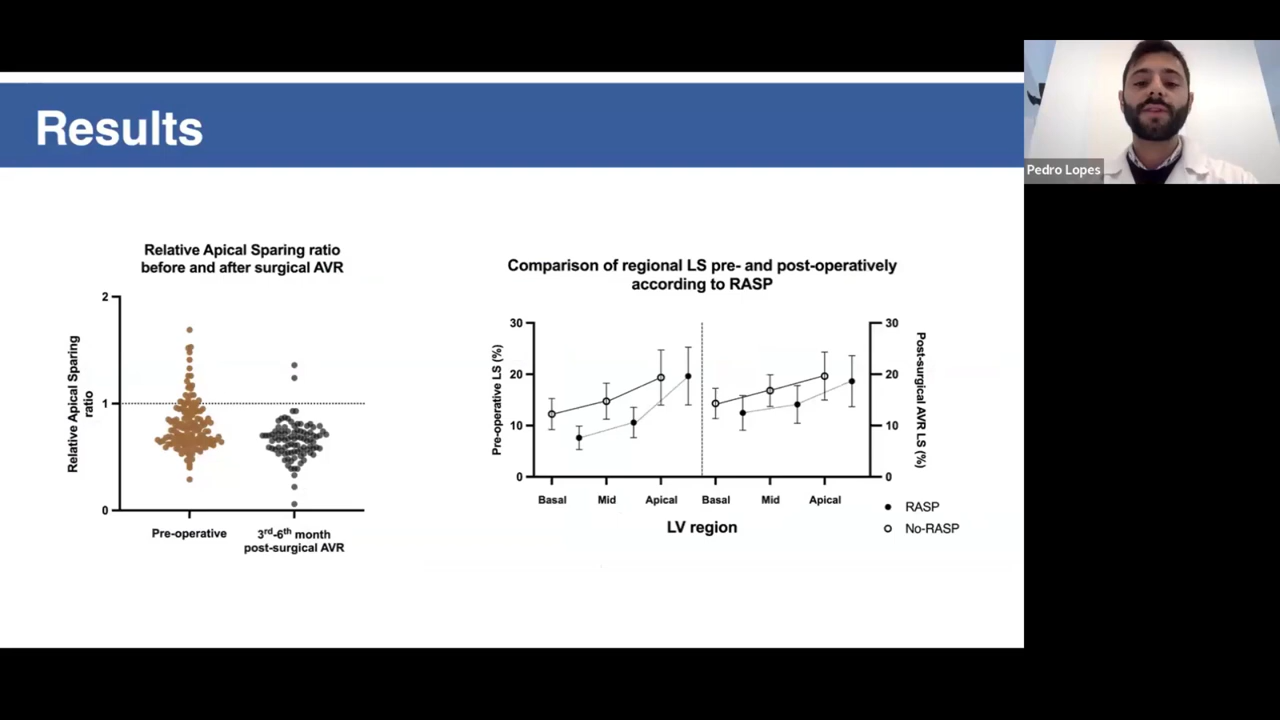 Results
Pedro Lopes
Relative Apical Sparing ratio
before and after surgical AVR
2
1
0
Relative Apical Sparing
ratio
Pre-operative
3rd-6th month
post-surgical AVR
Comparison of regional LS pre- and post-operatively
according to RASP
30
20
10
0
Pre-operative LS (%)
30
20
10
0
Post-surgical AVR LS (%)
Basal Mid Apical Basal Mid Apical
LV region
RASP
No-RASP